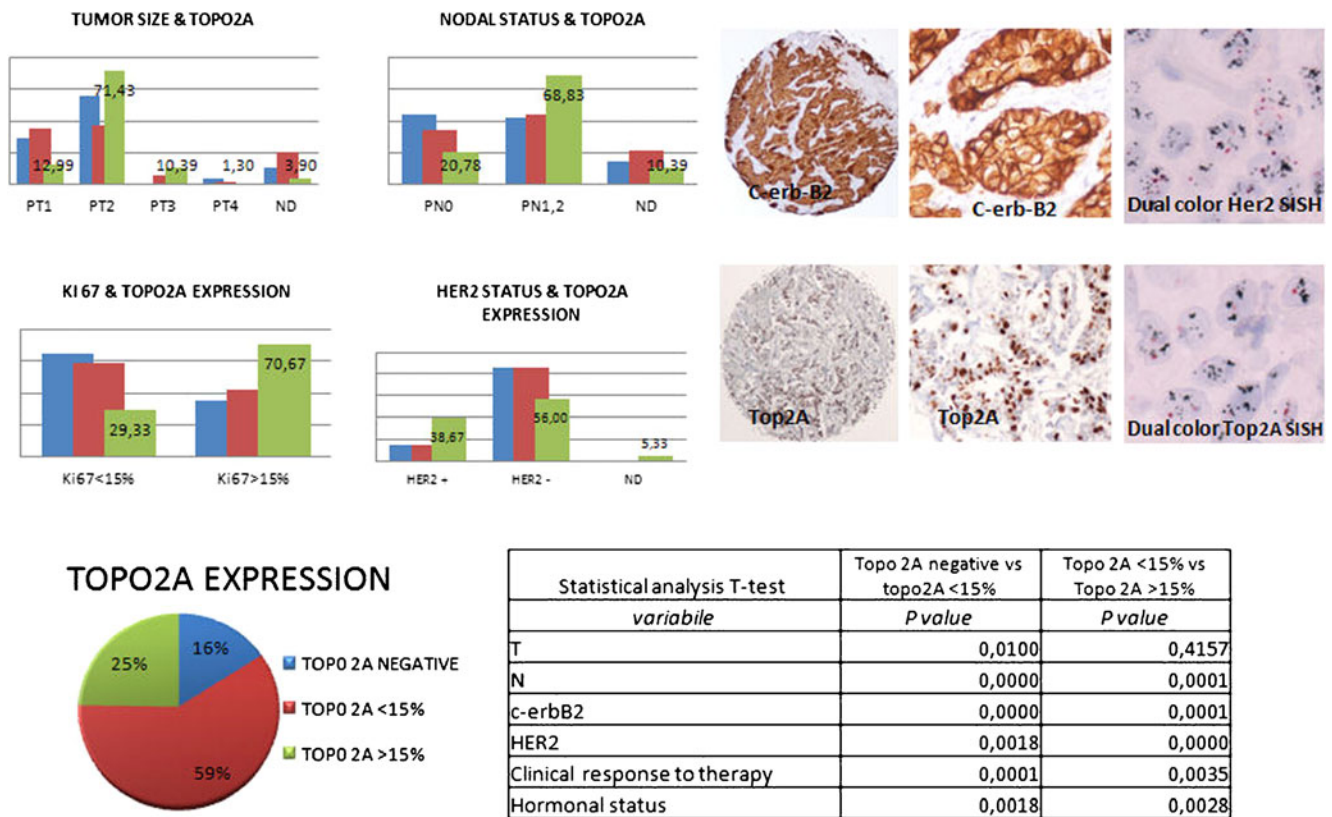 TUMOR SIZE & TOPO2A
71,43
12,99
10,39
1,30
3,90
PT1 PT2 PT3 PT4 ND
NODAL STATUS & TOPO2A
68,83
20,78
10,39
PN0 PN1,2 ND
C-erb-B2
C-erb-B2
Dual color Her2 SISH
KI 67 & TOPO2A EXPRESSION
70,67
29,33
Ki67<15% Ki67>15%
HER2 STATUS & TOPO2A
EXPRESSION
38,67
56,00
5,33
HER2 + HER2 - ND
Top2A
Top2A
Dual color Top2A SISH
TOPO2A EXPRESSION
16%
25%
59%
TOPO 2A NEGATIVE
TOPO 2A <15%
TOPO 2A >15%
Statistical analysis T-test
Topo 2A negative vs
topo2A <15%
Topo 2A <15% vs
Topo 2A >15%
variabile P value P value
T 0,0100 0,4157
N 0,0000 0,0001
c-erbB2 0,0000 0,0001
HER2 0,0018 0,0000
Clinical response to therapy 0,0001 0,0035
Hormonal status 0,0018 0,0028